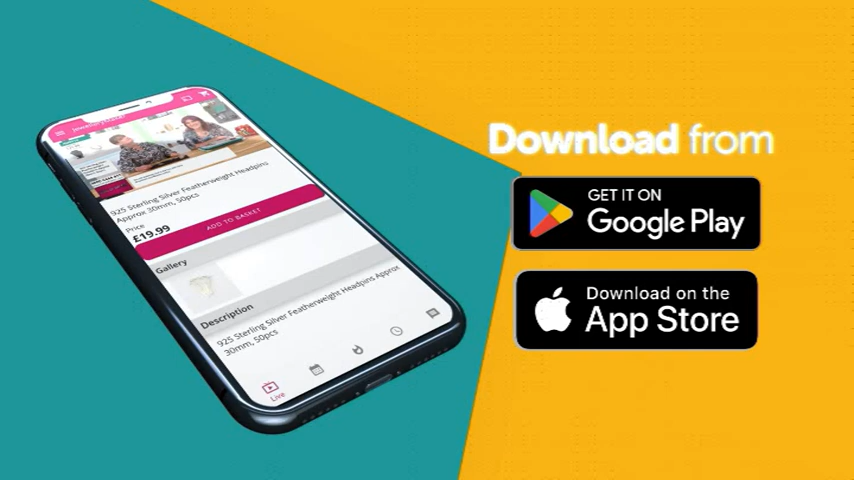 Download from
GET IT ON
Google Play
Download on the
App Store
925 Sterling Silver Featherweight Headpins
Approx 30mm, 50pcs
Price
£19.99
ADD TO BASKET
Gallery
Description
925 Sterling Silver Featherweight Headpins Approx
30mm, 50pcs
Live